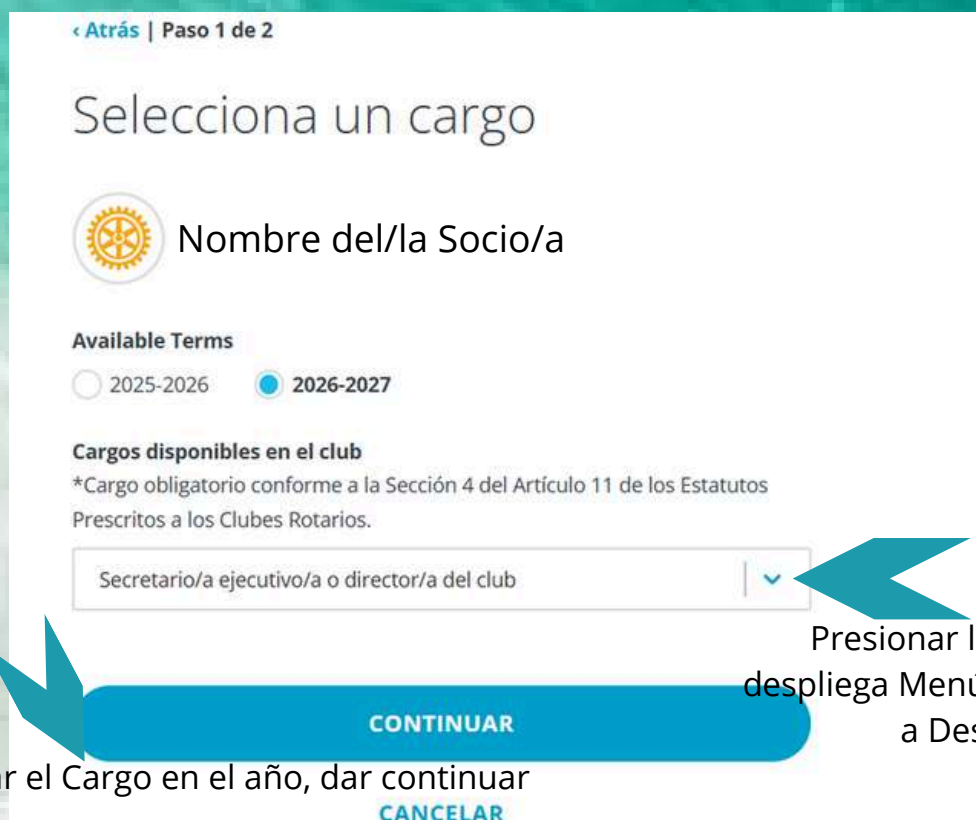 ‹ Atrás | Paso 1 de 2
Selecciona un cargo
Nombre del/la Socio/a
Available Terms
2025-2026 2026-2027
Cargos disponibles en el club
*Cargo obligatorio conforme a la Sección 4 del Artículo 11 de los Estatutos
Prescritos a los Clubes Rotarios.
Secretario/a ejecutivo/a o director/a del club
Presionar
despliega
a
CONTINUAR
el Cargo en el año, dar continuar
CANCELAR